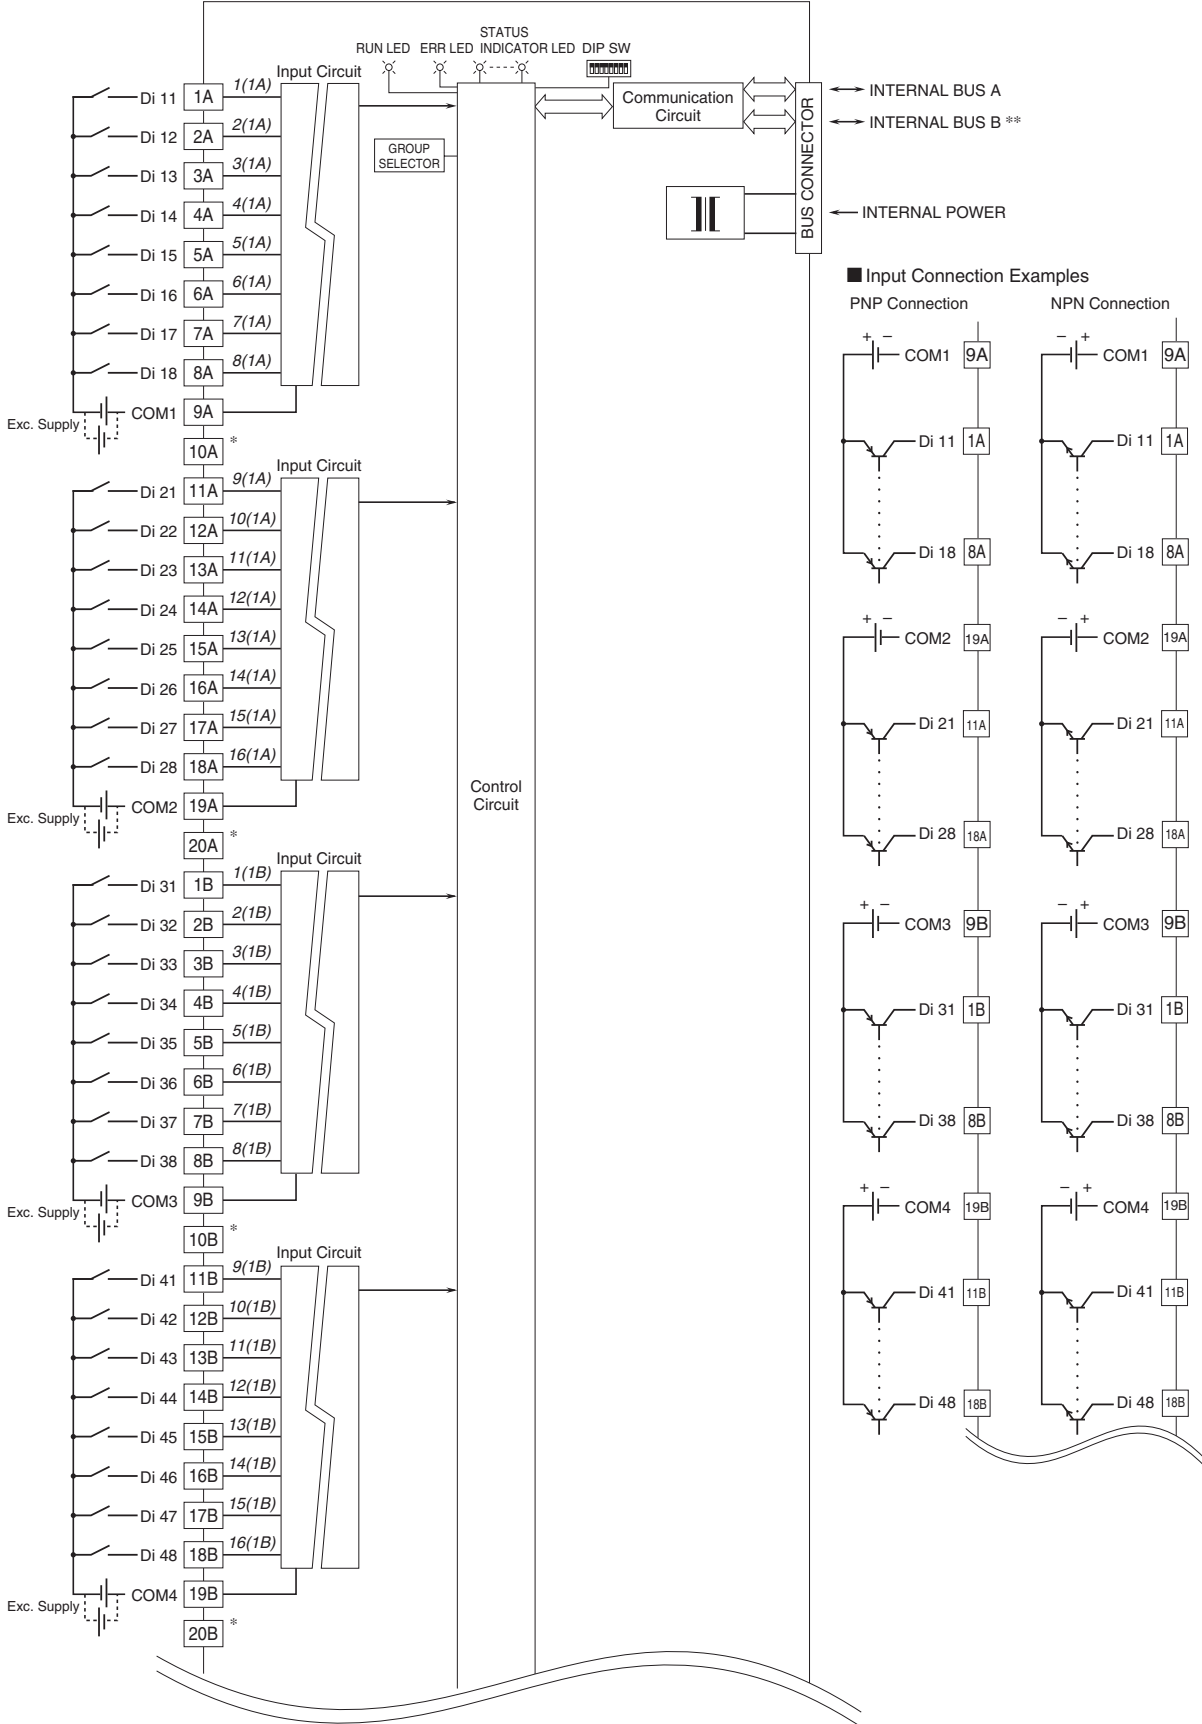 STATUS
RUN LED ERR LED INDICATOR LED DIP SW
Input Circuit
Di 11 1A 1(1A)
Di 12 2A 2(1A)
Di 13 3A 3(1A)
Di 14 4A 4(1A)
Di 15 5A 5(1A)
Di 16 6A 6(1A)
Di 17 7A 7(1A)
Di 18 8A 8(1A)
COM1 9A
Exc. Supply
10A *
Input Circuit
Di 21 11A 9(1A)
Di 22 12A 10(1A)
Di 23 13A 11(1A)
Di 24 14A 12(1A)
Di 25 15A 13(1A)
Di 26 16A 14(1A)
Di 27 17A 15(1A)
Di 28 18A 16(1A)
COM2 19A
Exc. Supply
20A *
Input Circuit
Di 31 1B 1(1B)
Di 32 2B 2(1B)
Di 33 3B 3(1B)
Di 34 4B 4(1B)
Di 35 5B 5(1B)
Di 36 6B 6(1B)
Di 37 7B 7(1B)
Di 38 8B 8(1B)
COM3 9B
Exc. Supply
10B *
Input Circuit
Di 41 11B 9(1B)
Di 42 12B 10(1B)
Di 43 13B 11(1B)
Di 44 14B 12(1B)
Di 45 15B 13(1B)
Di 46 16B 14(1B)
Di 47 17B 15(1B)
Di 48 18B 16(1B)
COM4 19B
Exc. Supply
20B *
GROUP
SELECTOR
Control
Circuit
Communication
Circuit
BUS CONNECTOR
INTERNAL BUS A
INTERNAL BUS B **
INTERNAL POWER
■ Input Connection Examples
PNP Connection
+ −
COM1 9A
Di 11 1A
Di 18 8A
+ −
COM2 19A
Di 21 11A
Di 28 18A
+ −
COM3 9B
Di 31 1B
Di 38 8B
+ −
COM4 19B
Di 41 11B
Di 48 18B
NPN Connection
− +
COM1 9A
Di 11 1A
Di 18 8A
− +
COM2 19A
Di 21 11A
Di 28 18A
− +
COM3 9B
Di 31 1B
Di 38 8B
− +
COM4 19B
Di 41 11B
Di 48 18B